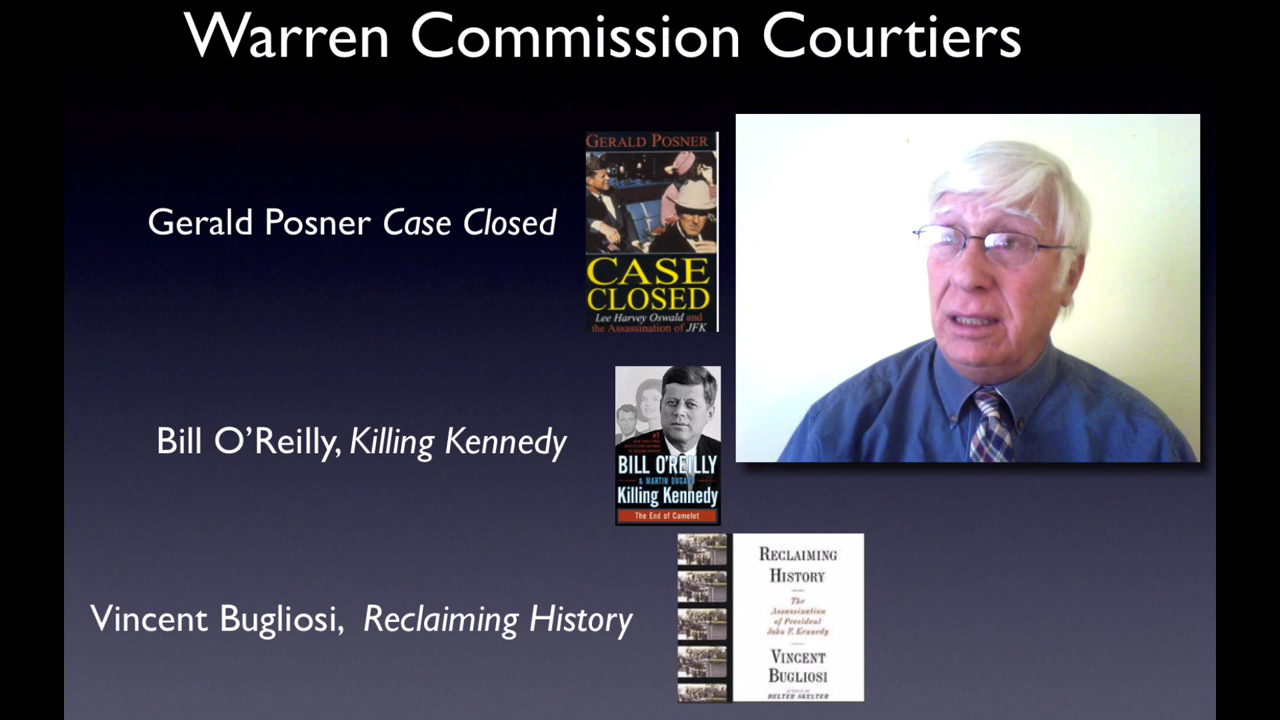 Warren Commission Courtiers
Gerald Posner Case Closed
GERALD POSNER
CASE
CLOSED
Lee Harvey Oswald and
the Assassination of JFK
Bill O'Reilly, Killing Kennedy
#1
BILL O'REILLY
& MARTIN DUGARD
Killing Kennedy
The End of Camelot
Vincent Bugliosi, Reclaiming History
RECLAIMING
HISTORY
The
Assassination
of President
John F. Kennedy
VINCENT
BUGLIOSI
AUTHOR OF
HELTER SKELTER